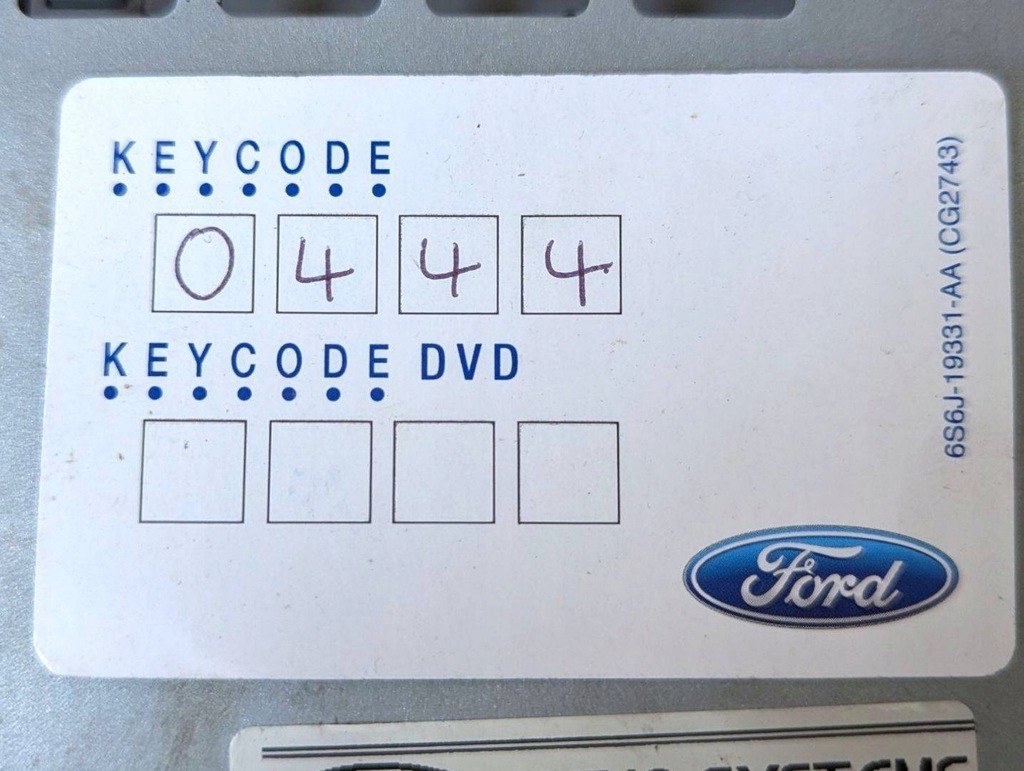 KEYCODE
0 4 4 4
KEYCODE DVD
6S6J-19331-AA (CG2743)
Ford